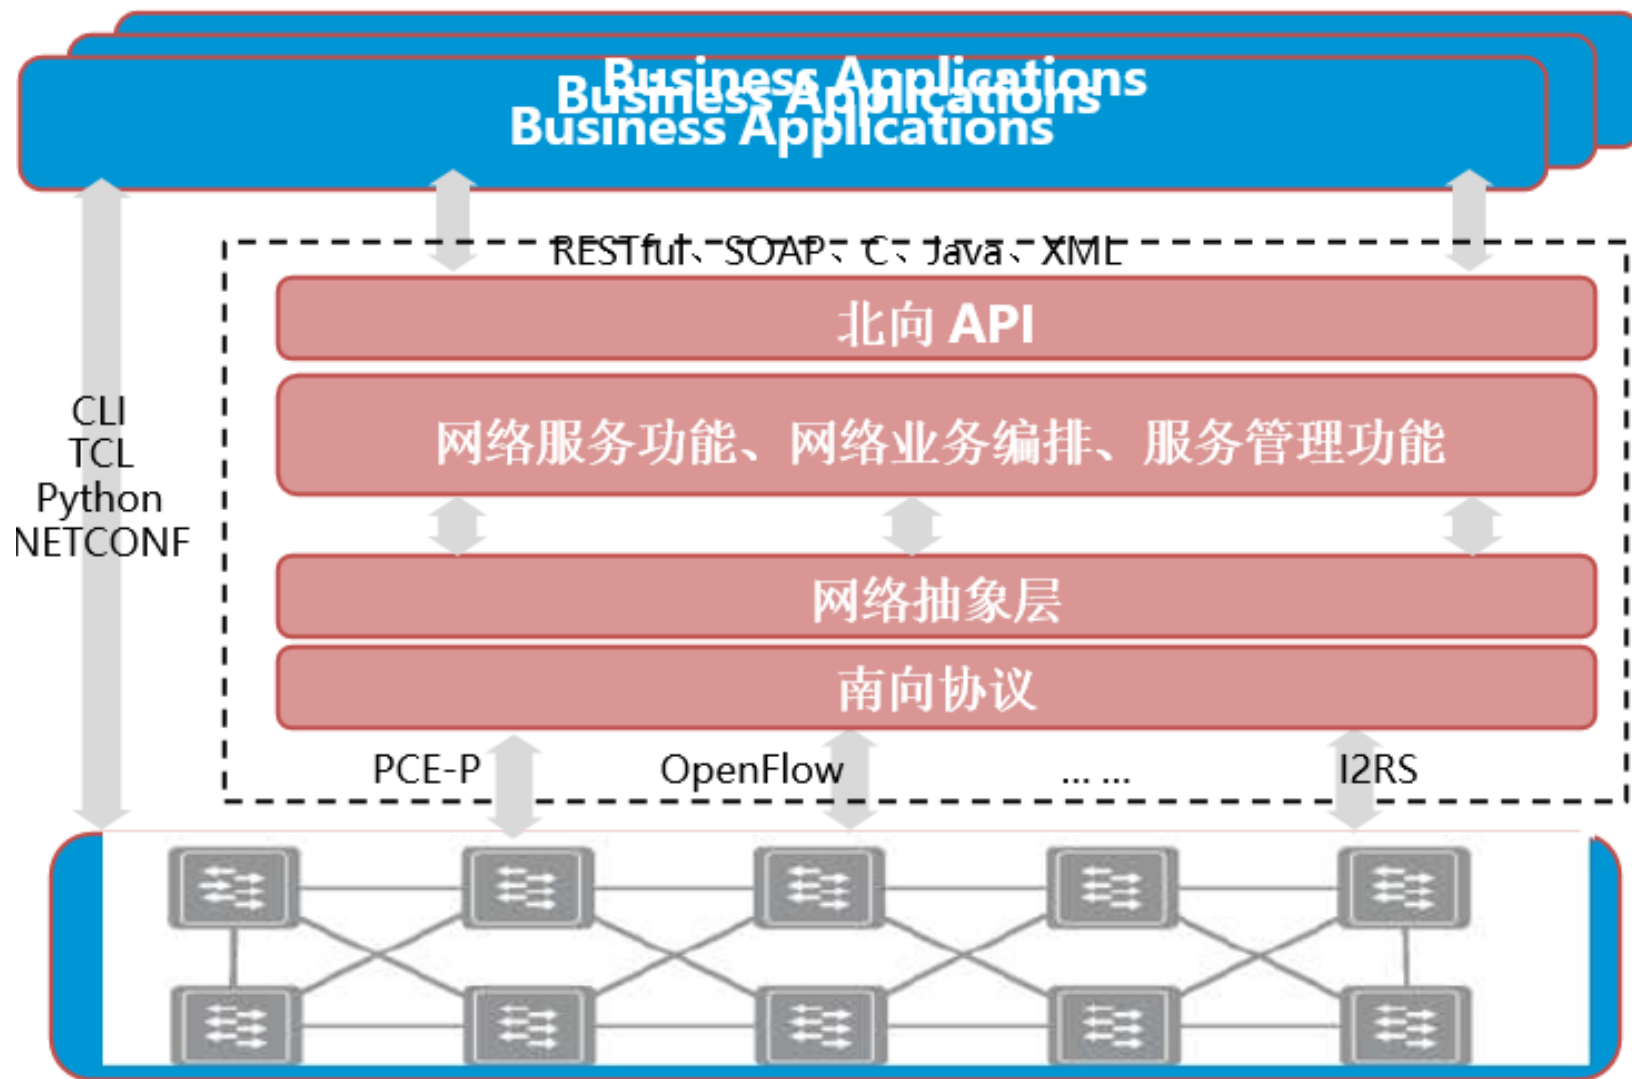 Business Applications
Business Applications
Business Applications
RESTful、SOAP、C、Java、XML
北向 API
网络服务功能、网络业务编排、服务管理功能
CLI
TCL
Python
NETCONF
网络抽象层
南向协议
PCE-P OpenFlow ... ... I2RS